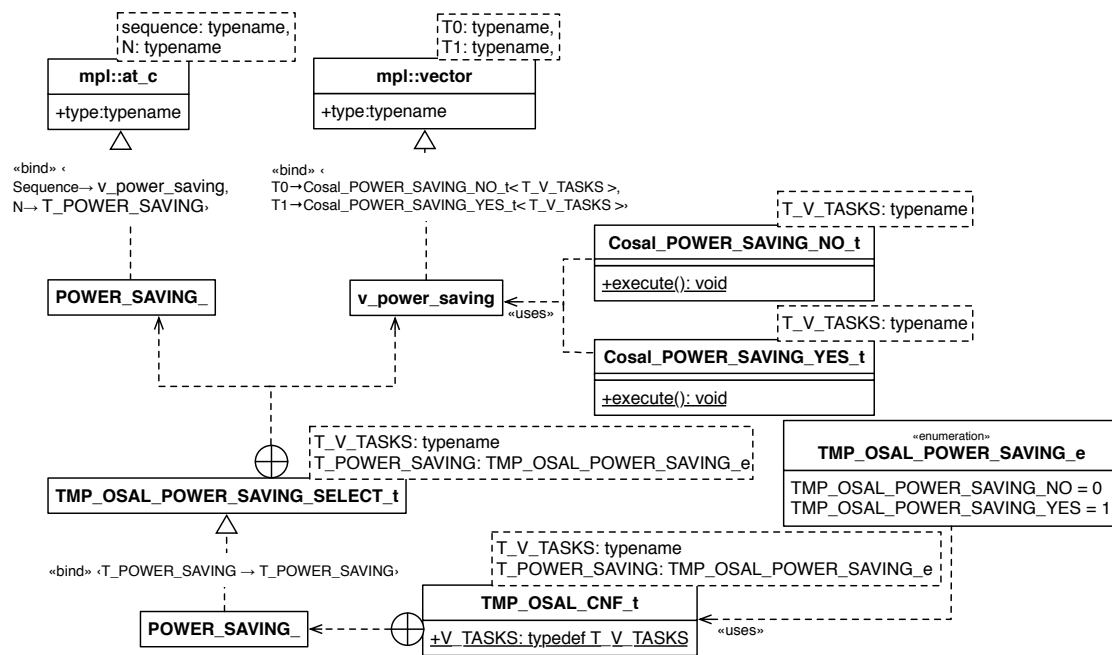 sequence: typename,
N: typename
mpl::at_c
+type:typename
T0: typename,
T1: typename,
mpl::vector
+type:typename
«bind» ‹
Sequence→ v_power_saving,
N→ T_POWER_SAVING›
«bind» ‹
T0→Cosal_POWER_SAVING_NO_t< T_V_TASKS >,
T1→Cosal_POWER_SAVING_YES_t< T_V_TASKS >›
T_V_TASKS: typename
Cosal_POWER_SAVING_NO_t
+execute(): void
POWER_SAVING_
v_power_saving
«uses»
T_V_TASKS: typename
Cosal_POWER_SAVING_YES_t
+execute(): void
T_V_TASKS: typename
T_POWER_SAVING: TMP_OSAL_POWER_SAVING_e
TMP_OSAL_POWER_SAVING_SELECT_t
«enumeration»
TMP_OSAL_POWER_SAVING_e
TMP_OSAL_POWER_SAVING_NO = 0
TMP_OSAL_POWER_SAVING_YES = 1
«bind» ‹T_POWER_SAVING → T_POWER_SAVING›
T_V_TASKS: typename
T_POWER_SAVING: TMP_OSAL_POWER_SAVING_e
TMP_OSAL_CNF_t
+V_TASKS: typedef T_V_TASKS
POWER_SAVING_
«uses»